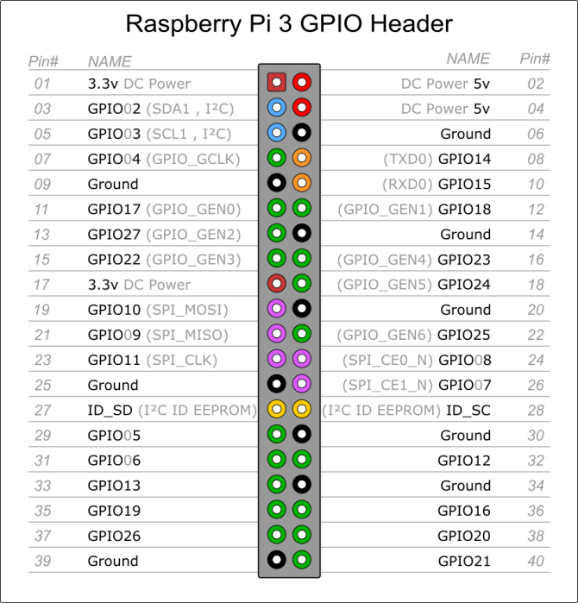 Raspberry Pi 3 GPIO Header
Pin# NAME NAME Pin#
01 3.3v DC Power DC Power 5v 02
03 GPIO02 (SDA1 , I²C) DC Power 5v 04
05 GPIO03 (SCL1 , I²C) Ground 06
07 GPIO04 (GPIO_GCLK) (TXD0) GPIO14 08
09 Ground (RXD0) GPIO15 10
11 GPIO17 (GPIO_GEN0) (GPIO_GEN1) GPIO18 12
13 GPIO27 (GPIO_GEN2) Ground 14
15 GPIO22 (GPIO_GEN3) (GPIO_GEN4) GPIO23 16
17 3.3v DC Power (GPIO_GEN5) GPIO24 18
19 GPIO10 (SPI_MOSI) Ground 20
21 GPIO09 (SPI_MISO) (GPIO_GEN6) GPIO25 22
23 GPIO11 (SPI_CLK) (SPI_CE0_N) GPIO08 24
25 Ground (SPI_CE1_N) GPIO07 26
27 ID_SD (I²C ID EEPROM) (I²C ID EEPROM) ID_SC 28
29 GPIO05 Ground 30
31 GPIO06 GPIO12 32
33 GPIO13 Ground 34
35 GPIO19 GPIO16 36
37 GPIO26 GPIO20 38
39 Ground GPIO21 40